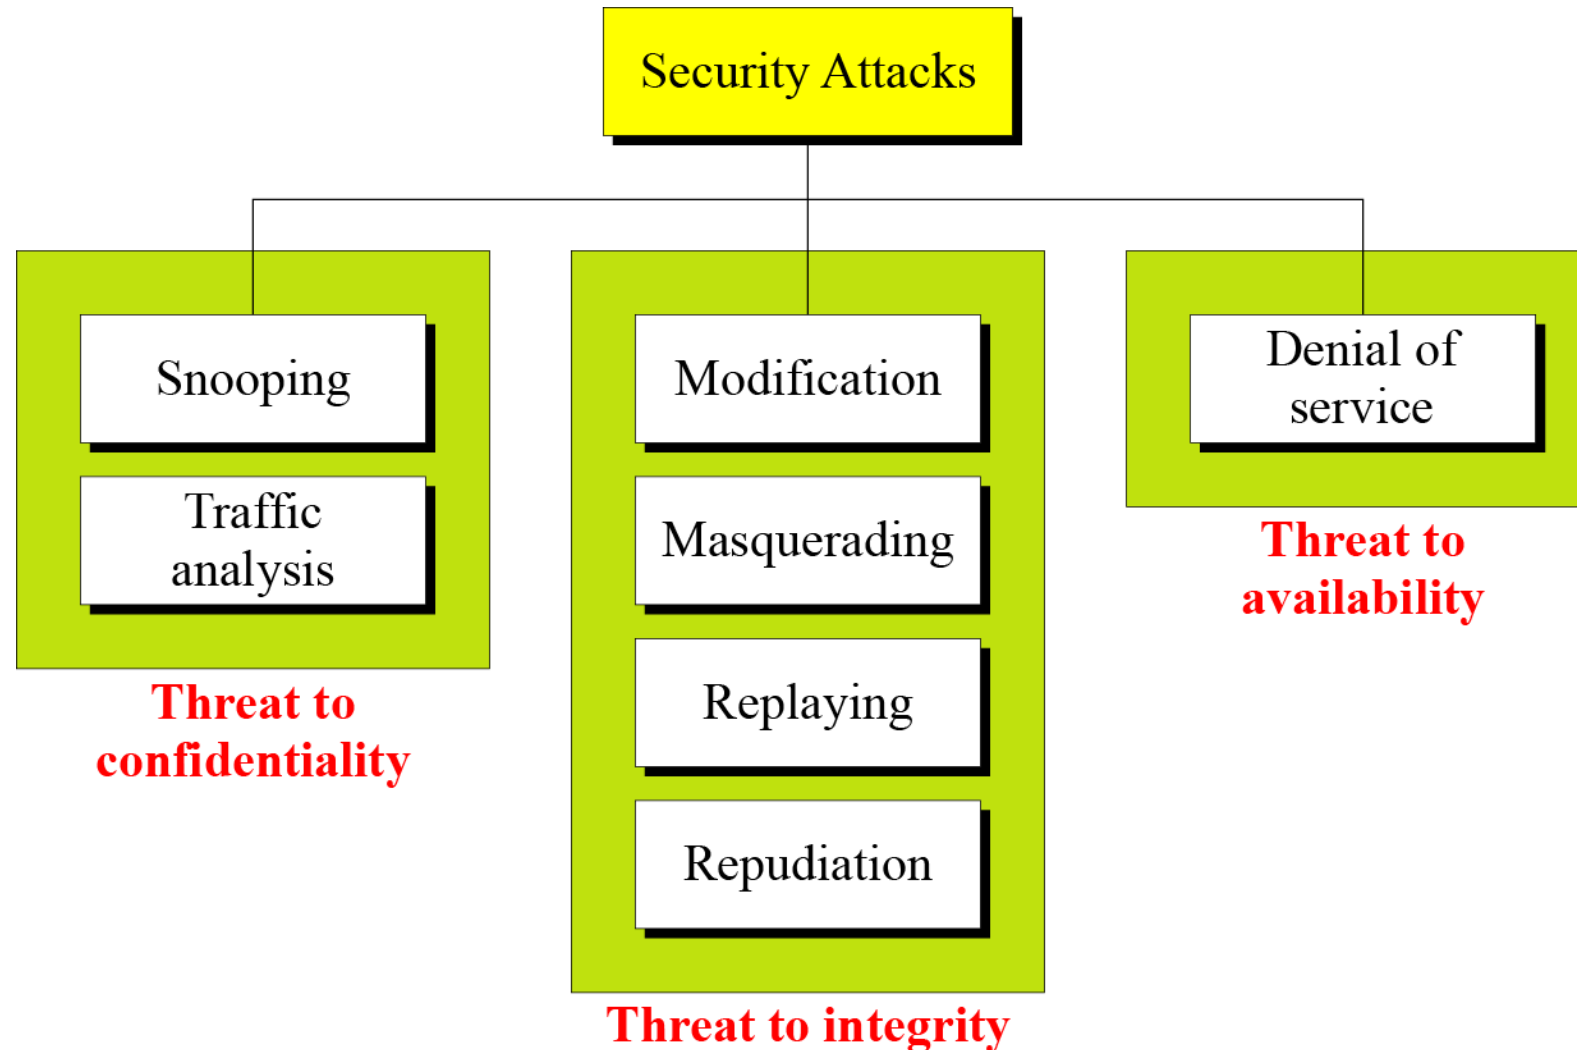 Security Attacks
Snooping
Traffic
analysis
Threat to
confidentiality
Modification
Masquerading
Replaying
Repudiation
Threat to integrity
Denial of
service
Threat to
availability